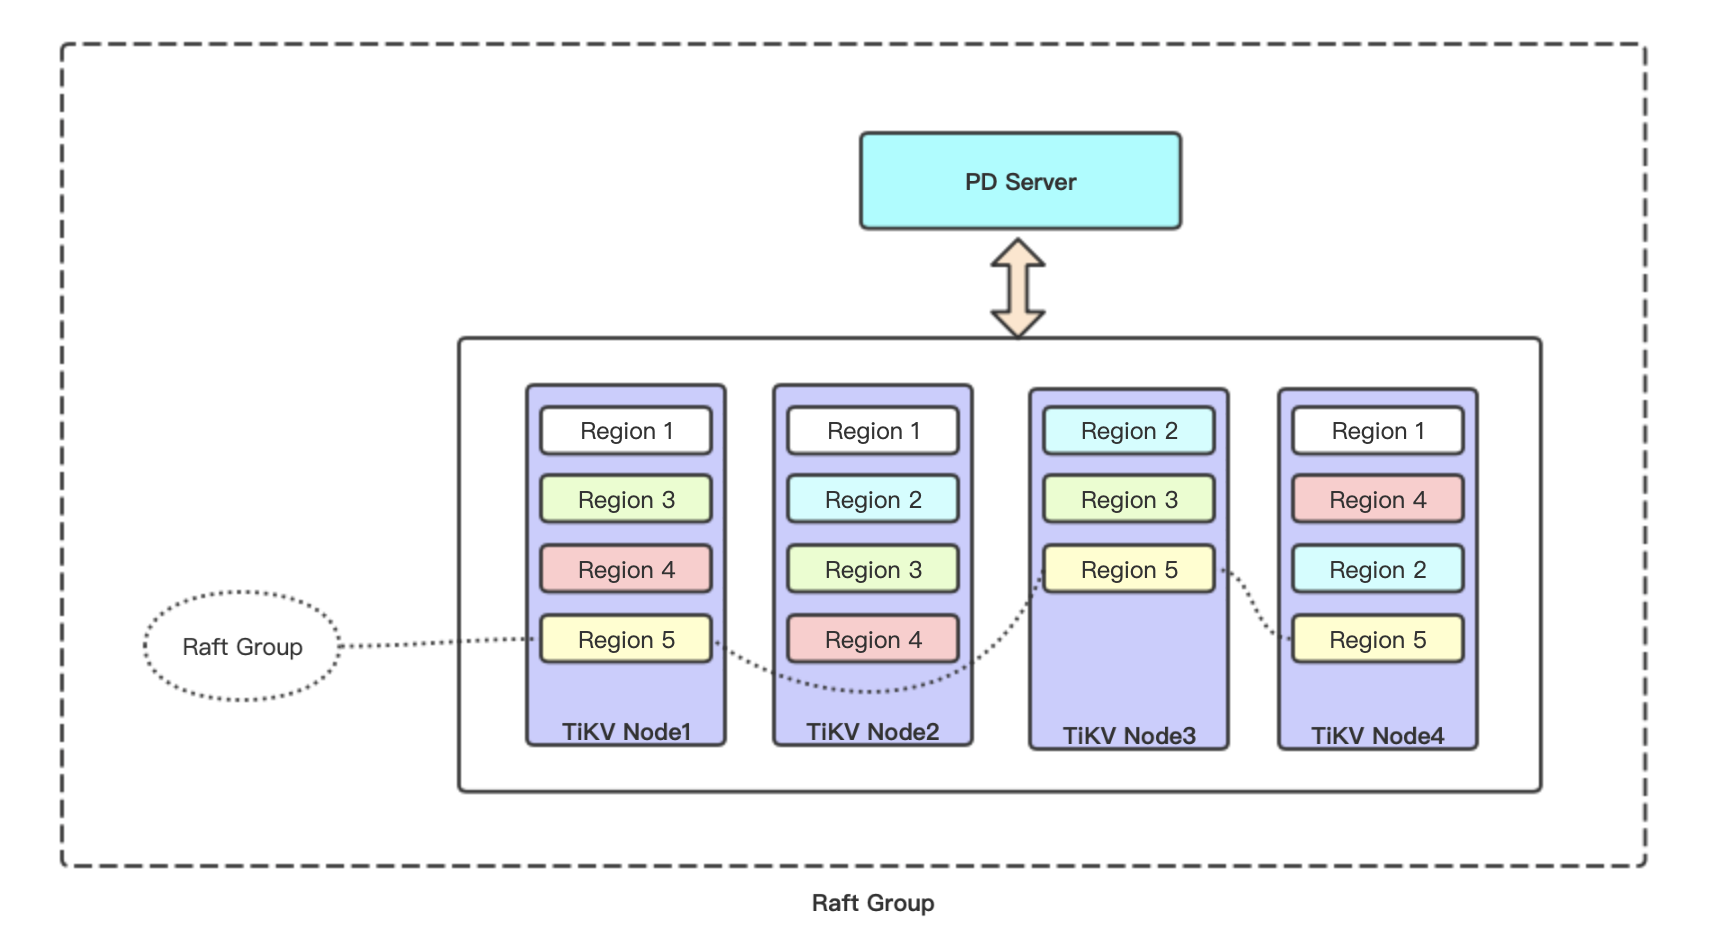 PD Server
Region 1
Region 3
Region 4
Region 5
TiKV Node1
Region 1
Region 2
Region 3
Region 4
TiKV Node2
Region 2
Region 3
Region 5
TiKV Node3
Region 1
Region 4
Region 2
Region 5
TiKV Node4
Raft Group
Raft Group